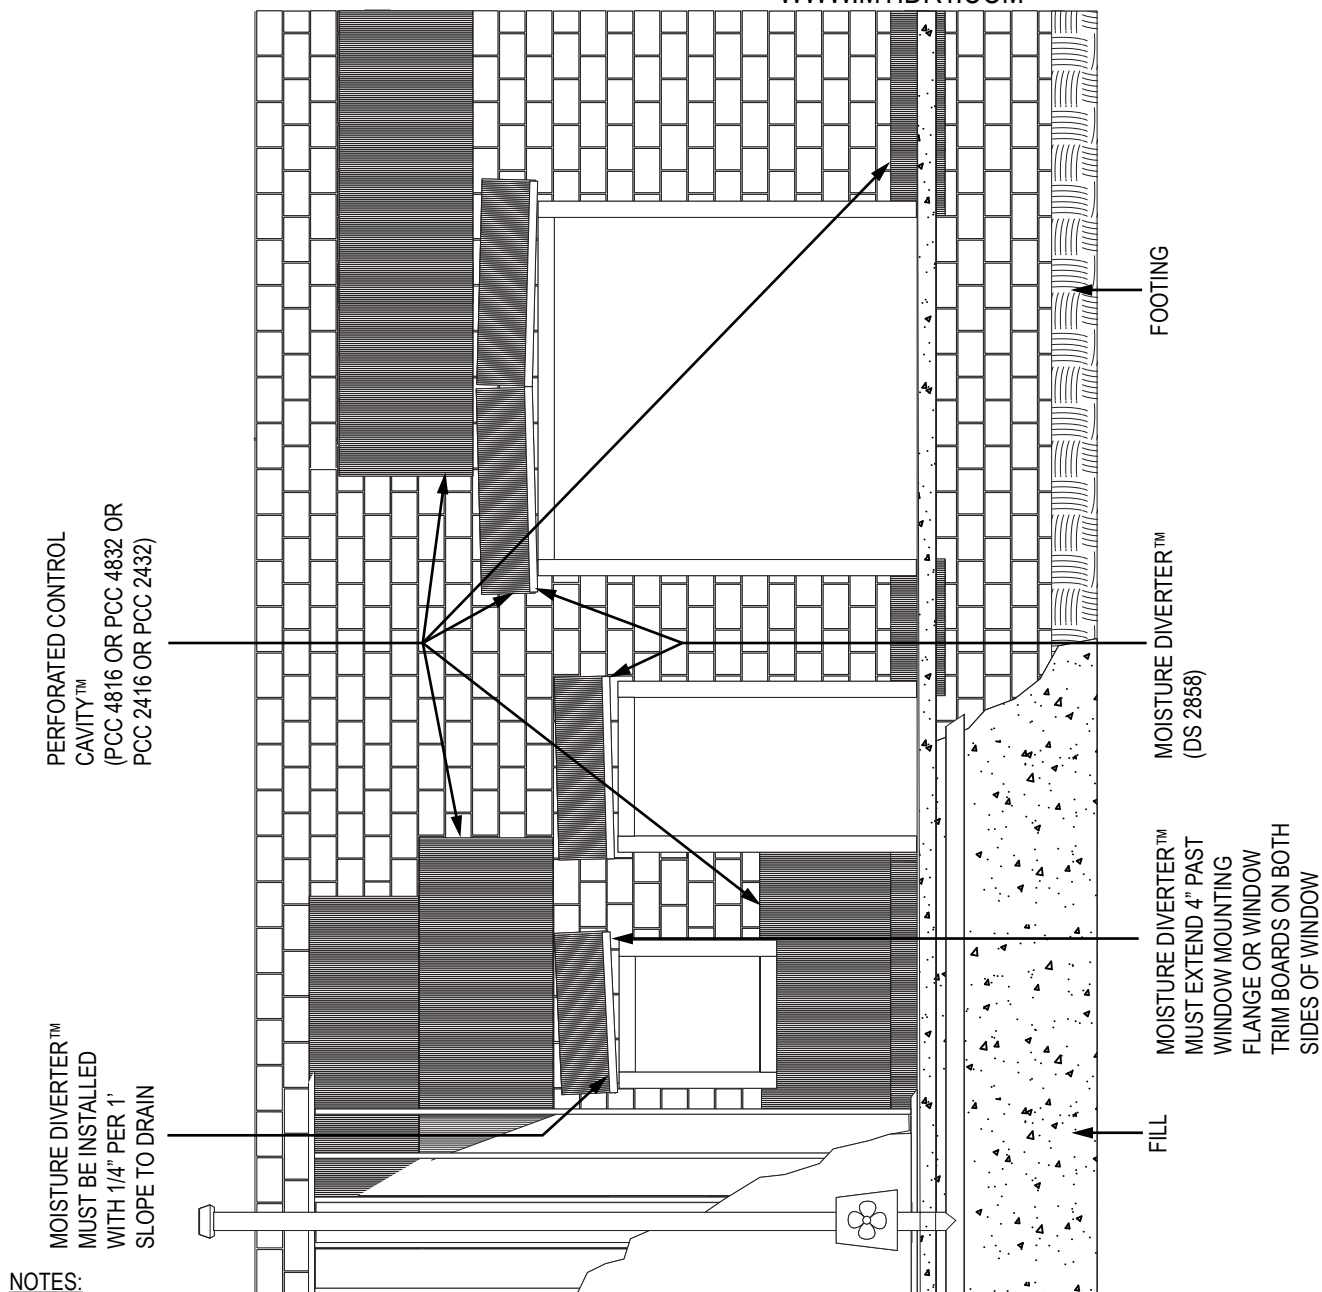 PERFORATED CONTROL
CAVITY™
(PCC 4816 OR PCC 4832 OR
PCC 2416 OR PCC 2432)
MOISTURE DIVERTER™
MUST BE INSTALLED
WITH 1/4" PER 1'
SLOPE TO DRAIN
FOOTING
MOISTURE DIVERTER™
(DS 2858)
MOISTURE DIVERTER™
MUST EXTEND 4" PAST
WINDOW MOUNTING
FLANGE OR WINDOW
TRIM BOARDS ON BOTH
SIDES OF WINDOW
FILL
NOTES: